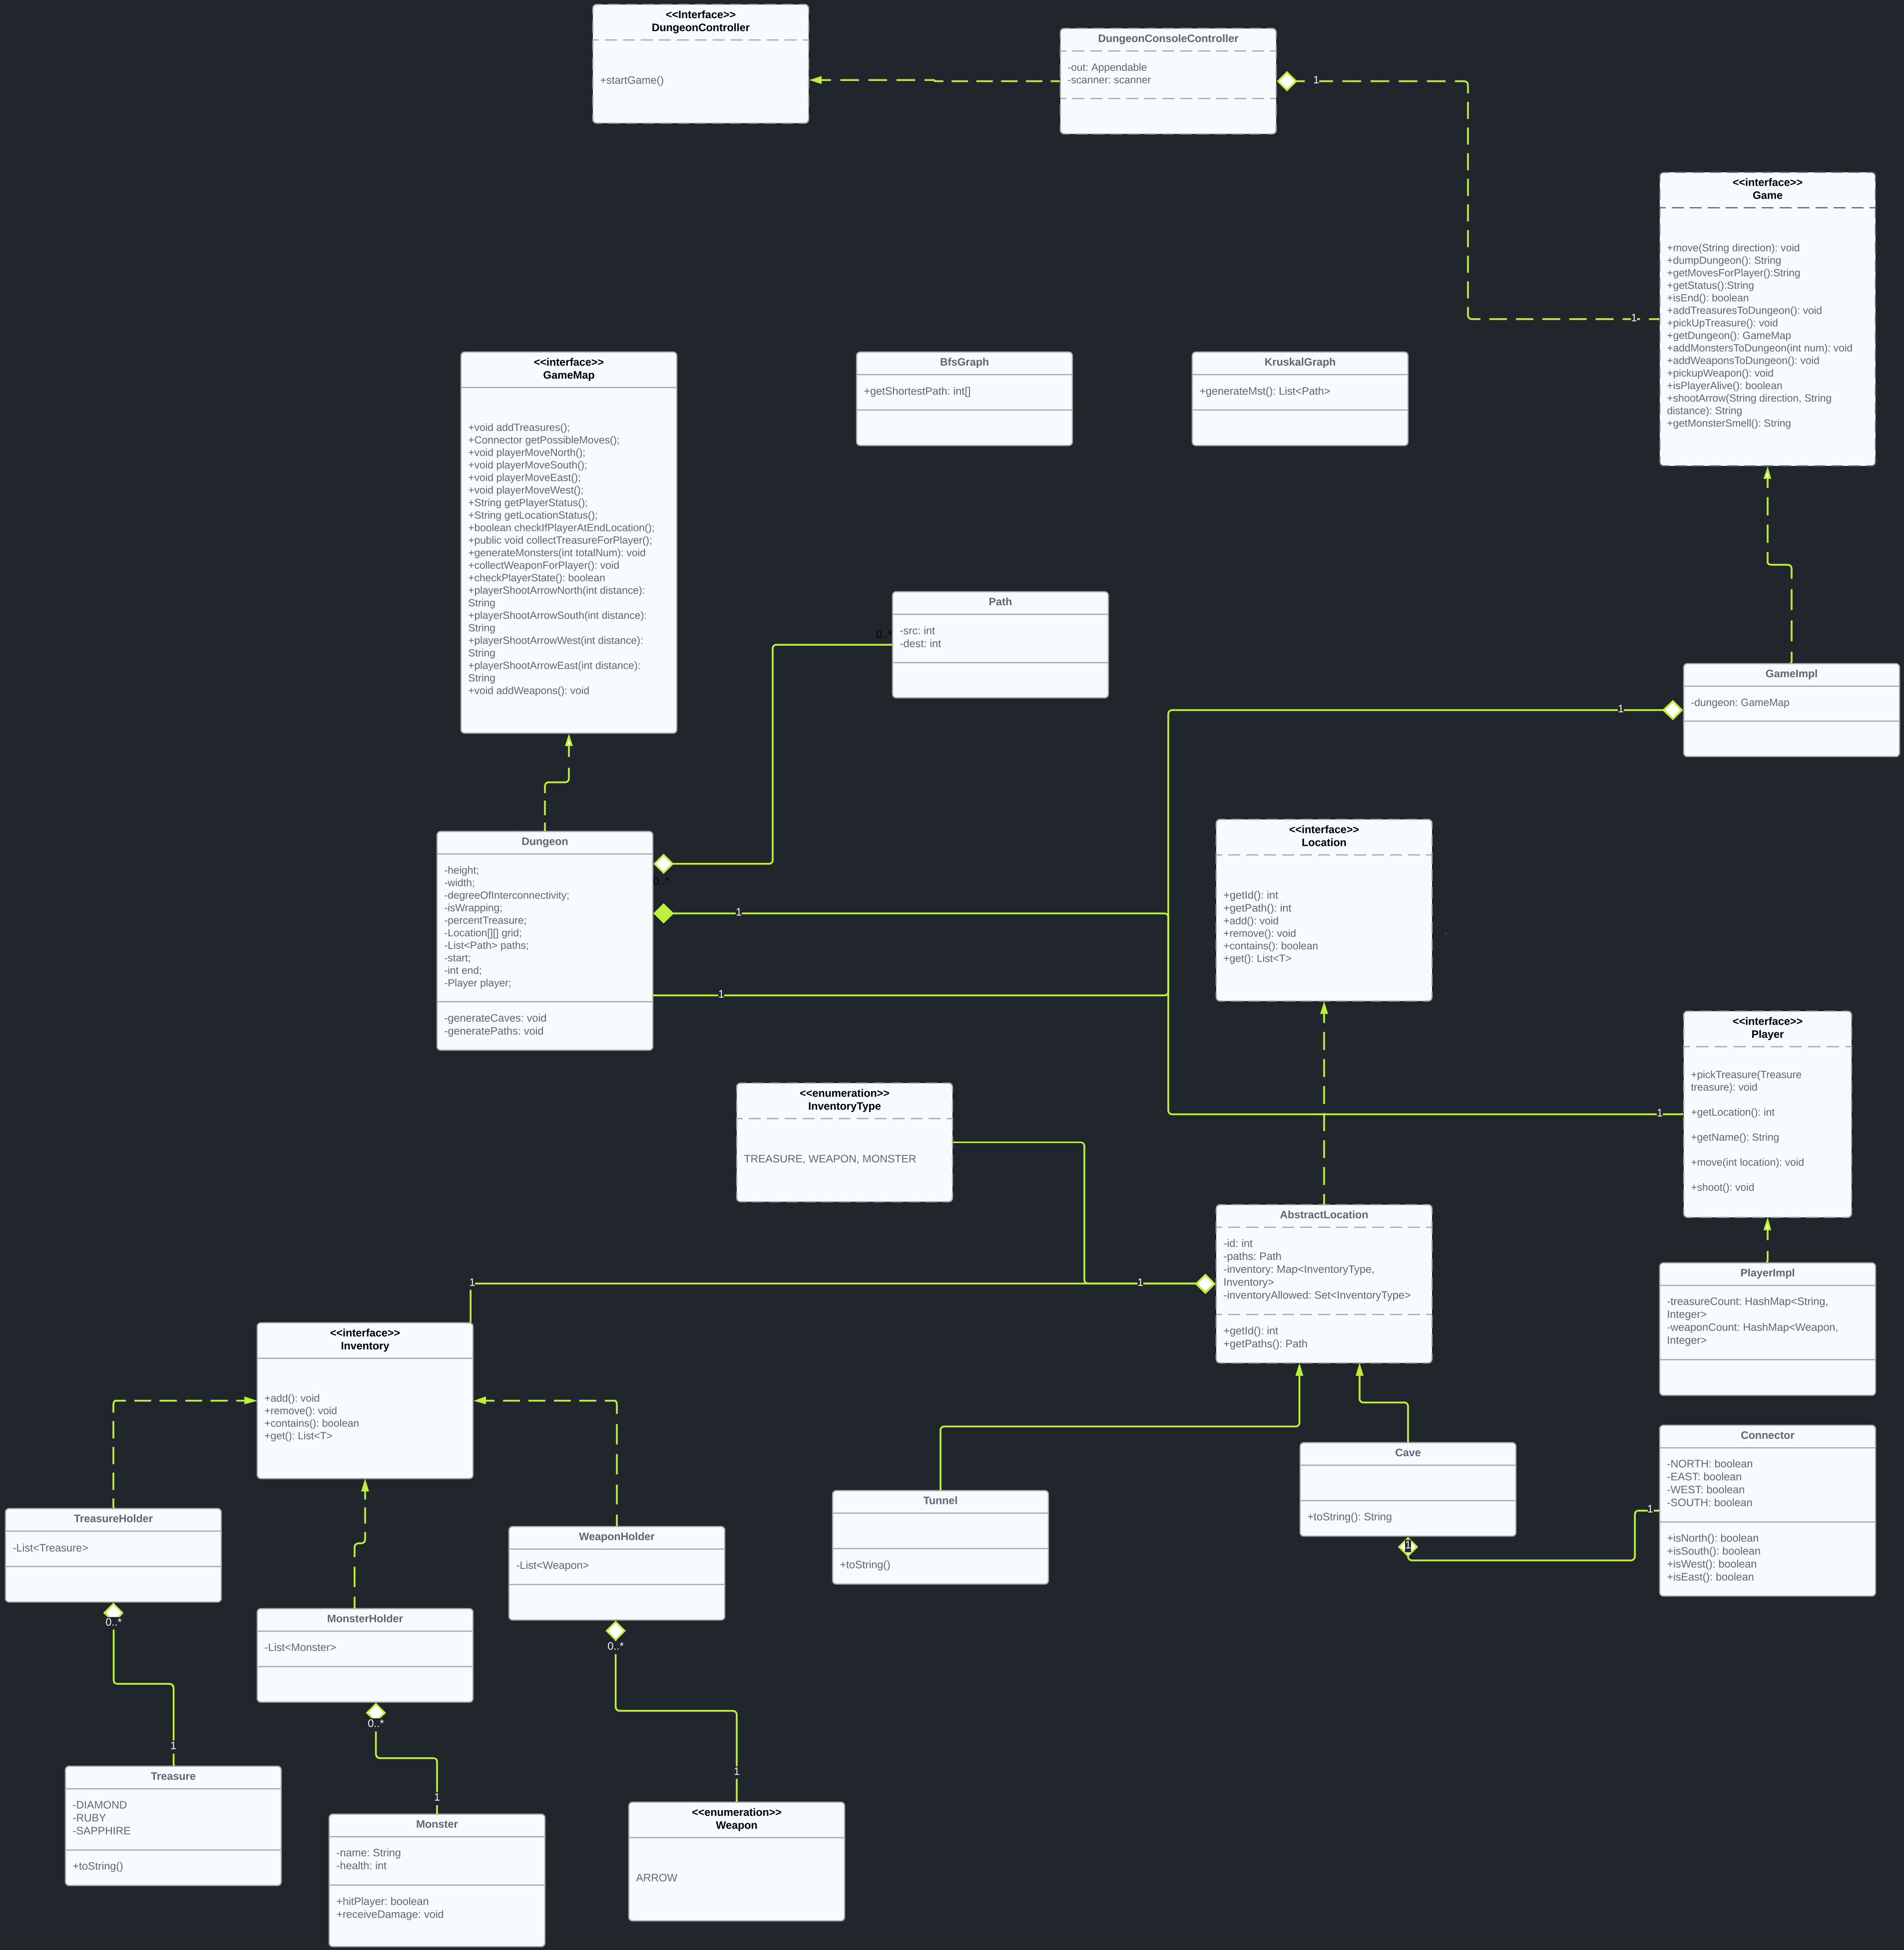 <<Interface>>
DungeonController
+startGame()
DungeonConsoleController
-out: Appendable
-scanner: scanner
1
<<interface>>
Game
+move(String direction): void
+dumpDungeon(): String
+getMovesForPlayer():String
+getStatus():String
+isEnd(): boolean
+addTreasuresToDungeon(): void
+pickUpTreasure(): void
+getDungeon(): GameMap
+addMonstersToDungeon(int num): void
+addWeaponsToDungeon(): void
+pickupWeapon(): void
+isPlayerAlive(): boolean
+shootArrow(String direction, String
distance): String
+getMonsterSmell(): String
1
<<interface>>
GameMap
+void addTreasures();
+Connector getPossibleMoves();
+void playerMoveNorth();
+void playerMoveSouth();
+void playerMoveEast();
+void playerMoveWest();
+String getPlayerStatus();
+String getLocationStatus();
+boolean checkIfPlayerAtEndLocation();
+public void collectTreasureForPlayer();
+generateMonsters(int totalNum): void
+collectWeaponForPlayer(): void
+checkPlayerState(): boolean
+playerShootArrowNorth(int distance):
String
+playerShootArrowSouth(int distance):
String
+playerShootArrowWest(int distance):
String
+playerShootArrowEast(int distance):
String
+void addWeapons(): void
BfsGraph
+getShortestPath: int[]
KruskalGraph
+generateMst(): List<Path>
Path
-src: int
-dest: int
0..*
GameImpl
-dungeon: GameMap
1
Dungeon
-height;
-width;
-degreeOfInterconnectivity;
-isWrapping;
-percentTreasure;
-Location[][] grid;
-List<Path> paths;
-start;
-int end;
-Player player;
-generateCaves: void
-generatePaths: void
0..*
1
1
<<interface>>
Location
+getId(): int
+getPath(): int
+add(): void
+remove(): void
+contains(): boolean
+get(): List<T>
<<interface>>
Player
+pickTreasure(Treasure
treasure): void
+getLocation(): int
+getName(): String
+move(int location): void
+shoot(): void
1
<<enumeration>>
InventoryType
TREASURE, WEAPON, MONSTER
AbstractLocation
-id: int
-paths: Path
-inventory: Map<InventoryType,
Inventory>
-inventoryAllowed: Set<InventoryType>
+getId(): int
+getPaths(): Path
1
1
PlayerImpl
-treasureCount: HashMap<String,
Integer>
-weaponCount: HashMap<Weapon,
Integer>
<<interface>>
Inventory
+add(): void
+remove(): void
+contains(): boolean
+get(): List<T>
Connector
-NORTH: boolean
-EAST: boolean
-WEST: boolean
-SOUTH: boolean
+isNorth(): boolean
+isSouth(): boolean
+isWest(): boolean
+isEast(): boolean
1
Cave
+toString(): String
1
Tunnel
+toString()
TreasureHolder
-List<Treasure>
0..*
WeaponHolder
-List<Weapon>
0..*
MonsterHolder
-List<Monster>
0..*
1
Treasure
-DIAMOND
-RUBY
-SAPPHIRE
+toString()
1
Monster
-name: String
-health: int
+hitPlayer: boolean
+receiveDamage: void
1
<<enumeration>>
Weapon
ARROW